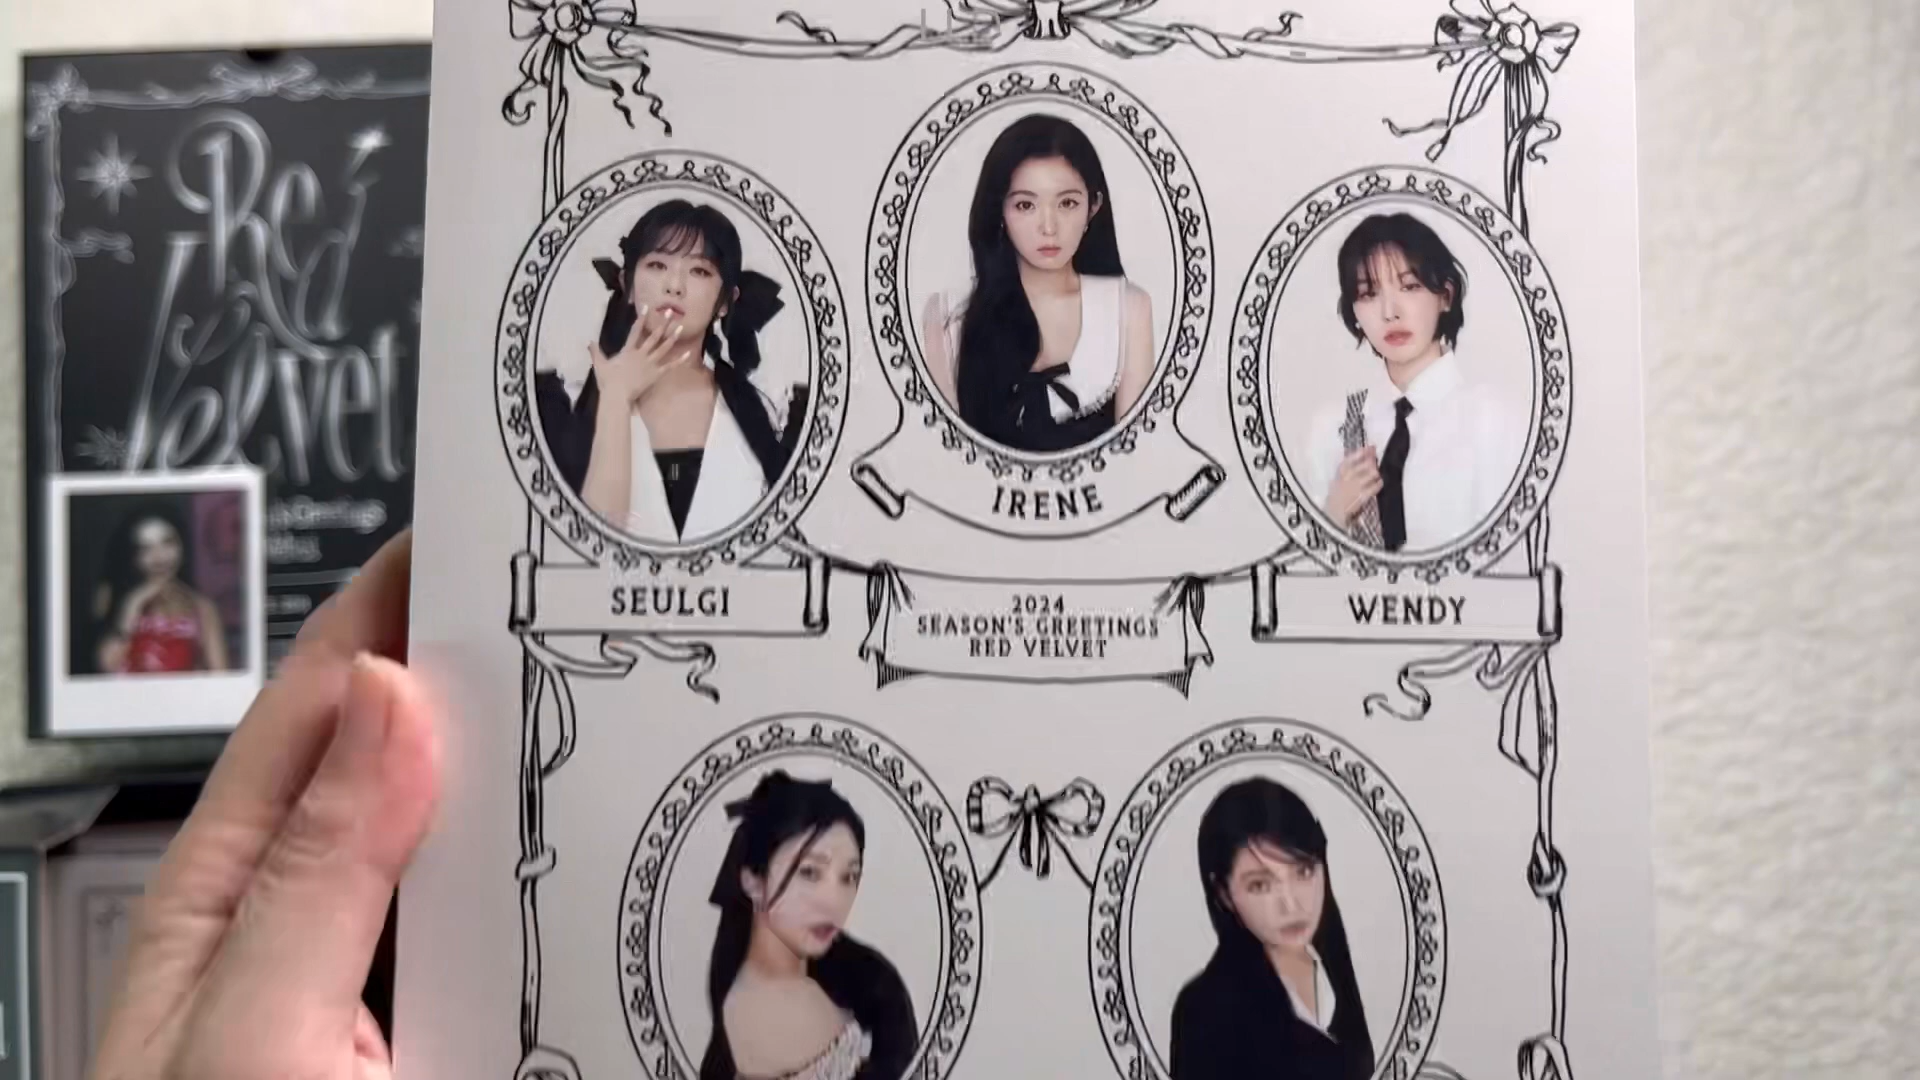 Red
Velvet
IRENE
SEULGI
WENDY
2024
SEASON'S GREETINGS
RED VELVET